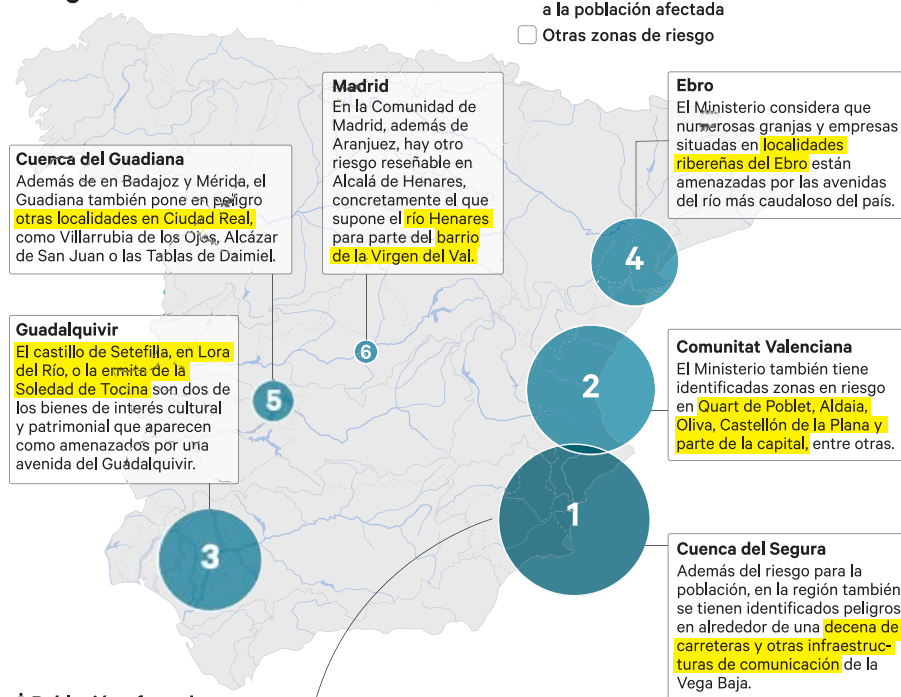 a la población afectada
Otras zonas de riesgo
Madrid
En la Comunidad de
Madrid, además de
Aranjuez, hay otro
riesgo reseñable en
Alcalá de Henares,
concretamente el que
supone el río Henares
para parte del barrio
de la Virgen del Val.
Ebro
El Ministerio considera que
numerosas granjas y empresas
situadas en localidades
ribereñas del Ebro están
amenazadas por las avenidas
del río más caudaloso del país.
Cuenca del Guadiana
Además de en Badajoz y Mérida, el
Guadiana también pone en peligro
otras localidades en Ciudad Real,
como Villarrubia de los Ojos, Alcázar
de San Juan o las Tablas de Daimiel.
4
Guadalquivir
El castillo de Setefilla, en Lora
del Río, o la ermita de la
Soledad de Tocina son dos de
los bienes de interés cultural
y patrimonial que aparecen
como amenazados por una
avenida del Guadalquivir.
6
5
2
Comunitat Valenciana
El Ministerio también tiene
identificadas zonas en riesgo
en Quart de Poblet, Aldaia,
Oliva, Castellón de la Plana y
parte de la capital, entre otras.
1
3
Cuenca del Segura
Además del riesgo para la
población, en la región también
se tienen identificados peligros
en alrededor de una decena de
carreteras y otras infraestruc-
turas de comunicación de la
Vega Baja.